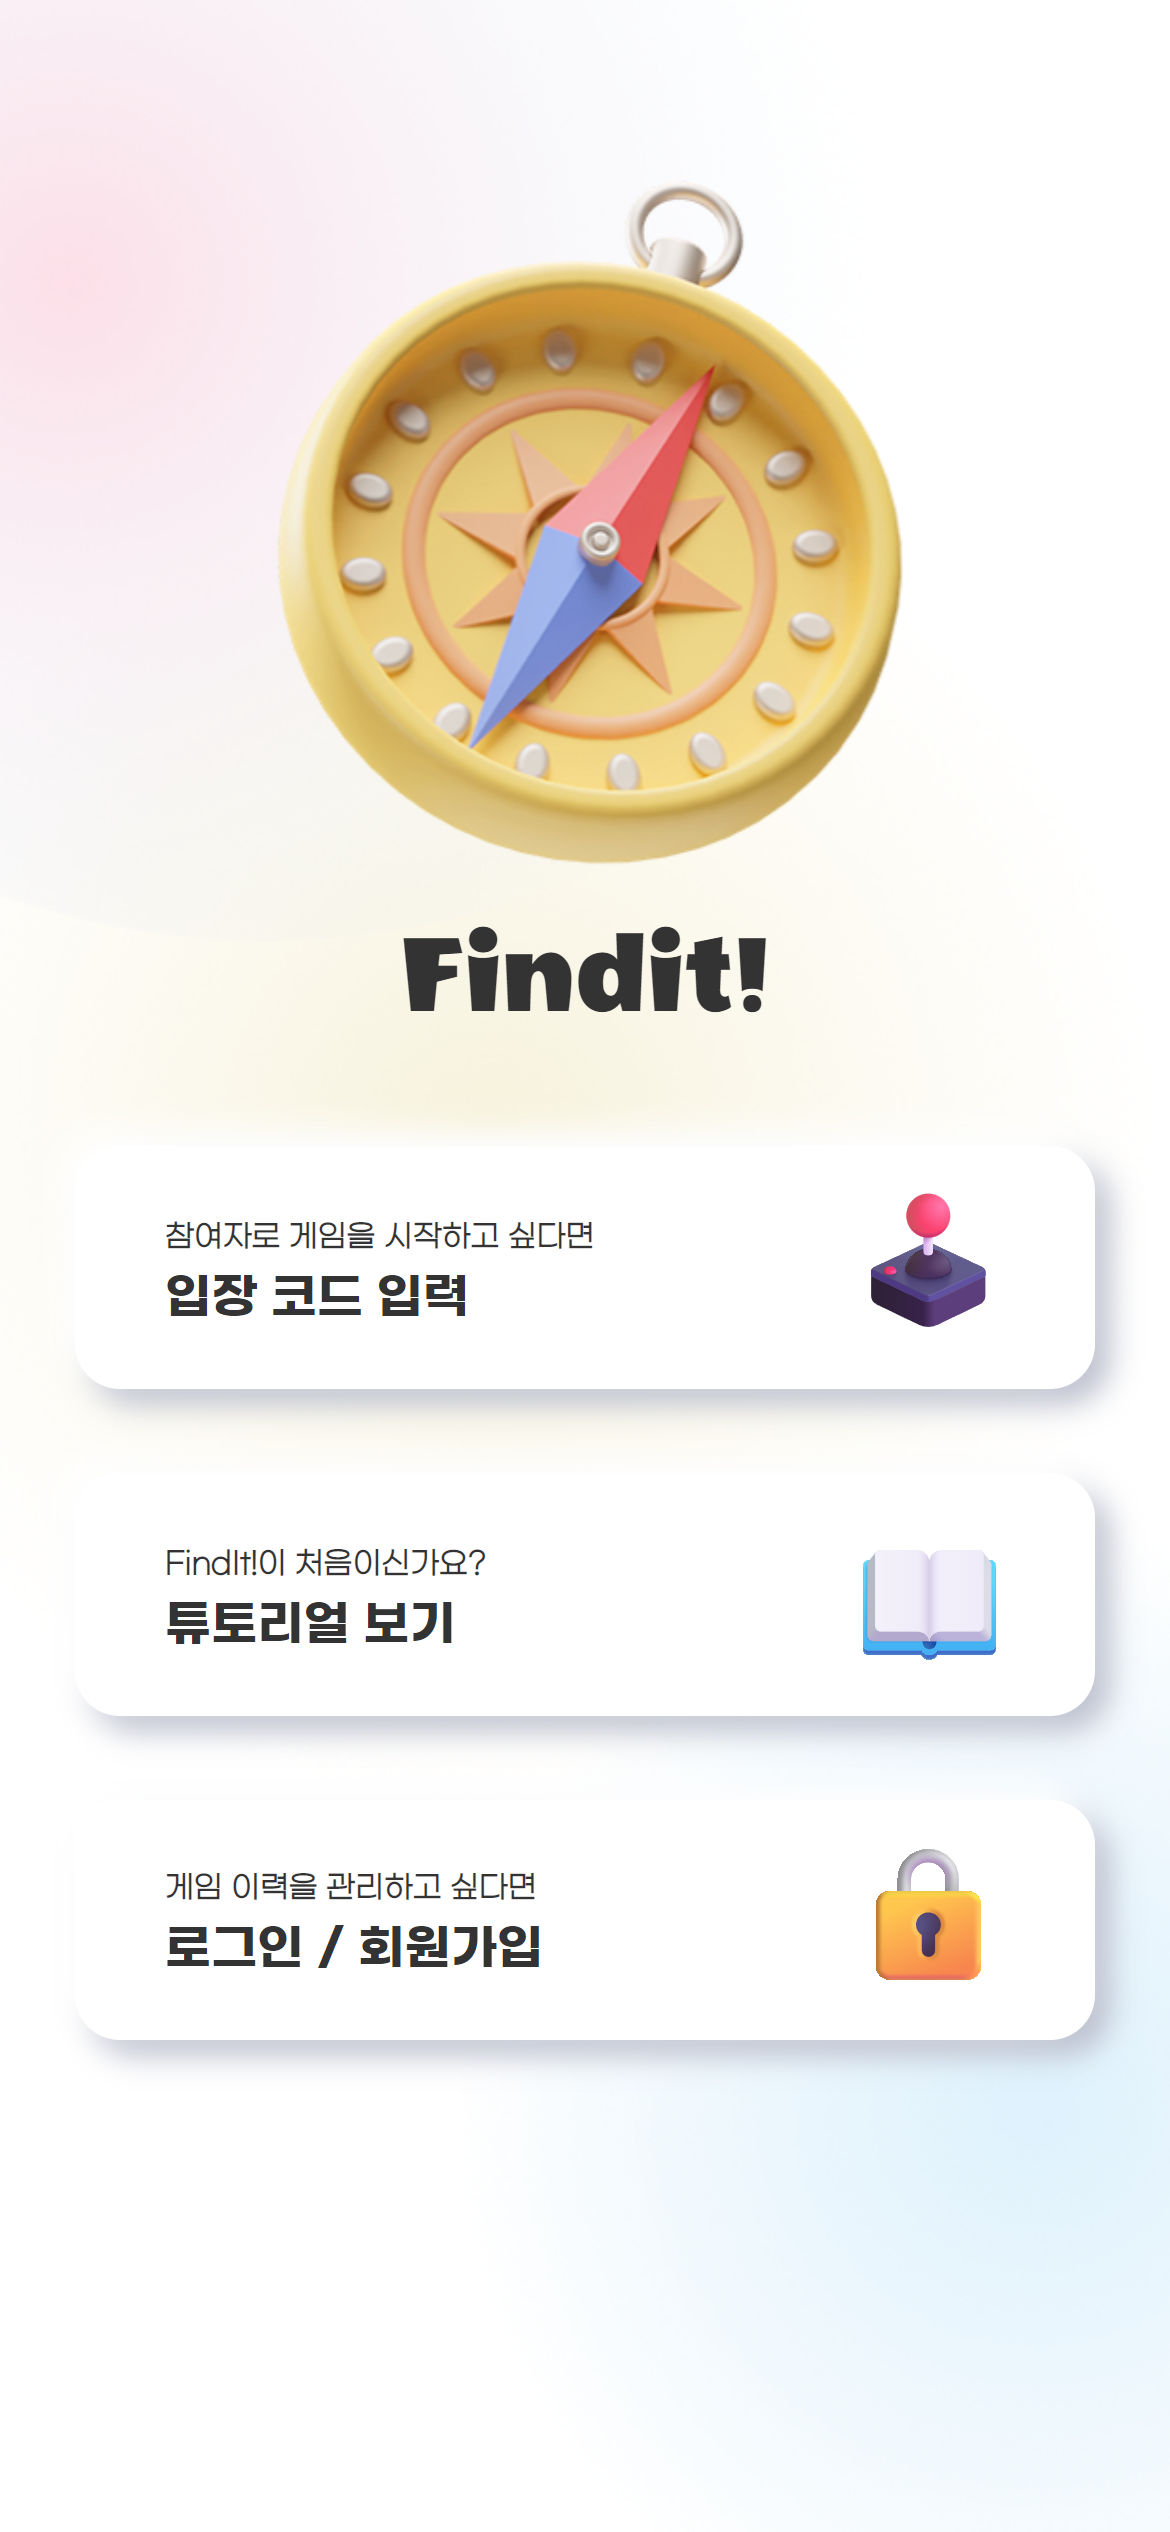 Findit!
참여자로 게임을 시작하고 싶다면
입장 코드 입력
FindIt!이 처음이신가요?
튜토리얼 보기
게임 이력을 관리하고 싶다면
로그인 / 회원가입